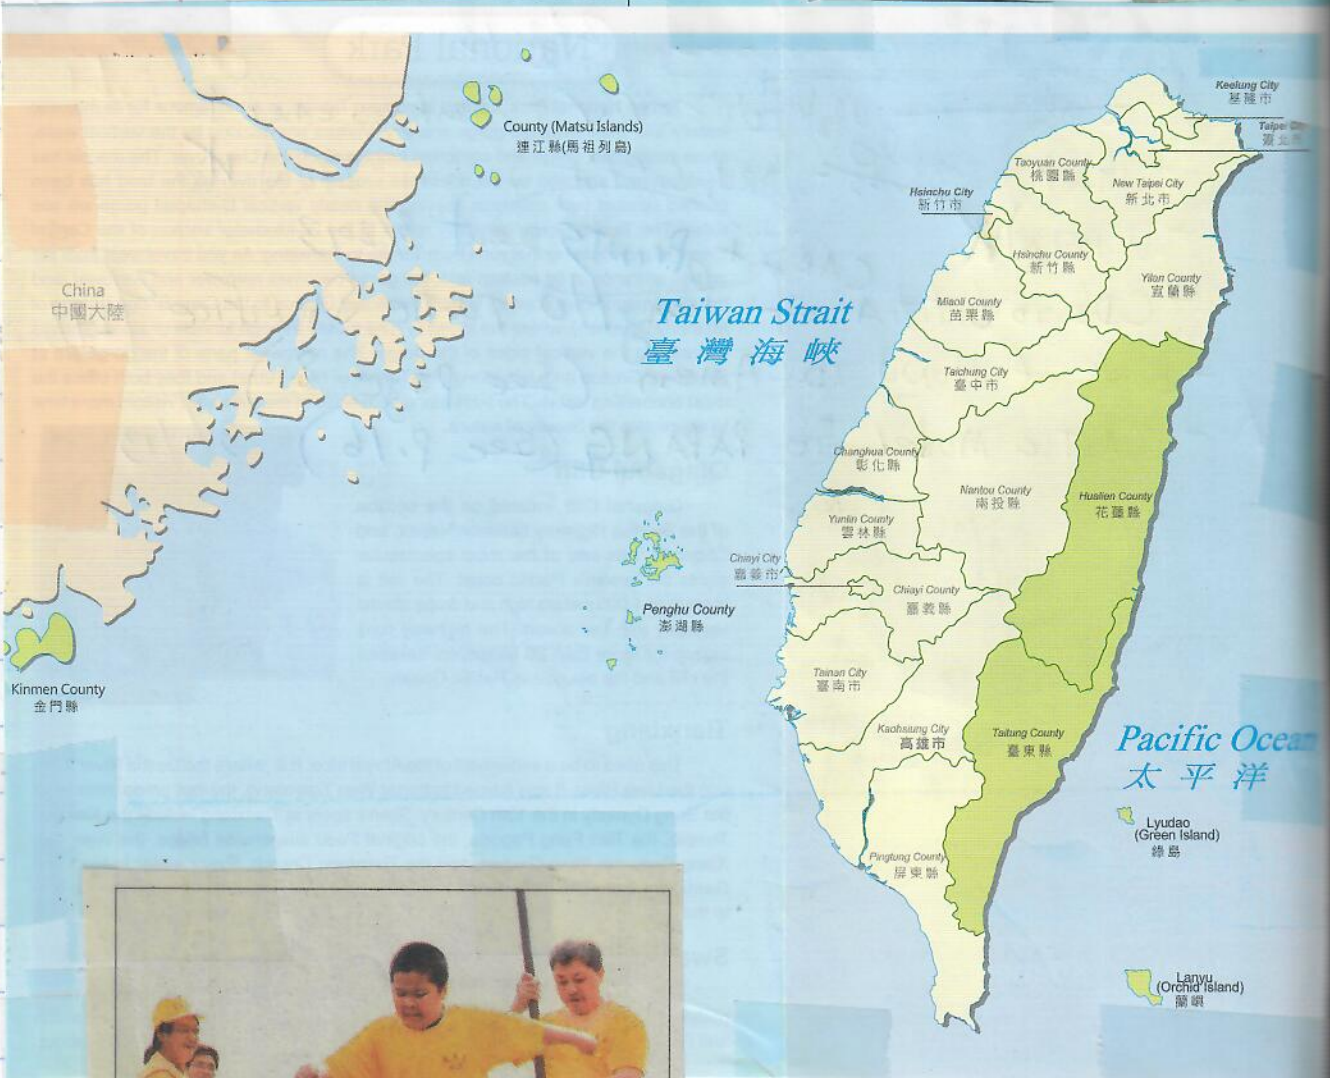 County (Matsu Islands)
連江縣(馬祖列島)
Keelung City
基隆市
Taipei
Taoyuan County
桃園縣
New Taipei City
新北市
Hsinchu City
新竹市
Hsinchu County
新竹縣
Yilan County
宜蘭縣
China
中國大陸
Miaoli County
苗栗縣
Taiwan Strait
臺灣海峽
Taichung City
臺中市
Changhua County
彰化縣
Nantou County
南投縣
Hualien County
花蓮縣
Yunlin County
雲林縣
Chiayi City
嘉義市
Chiayi County
嘉義縣
Penghu County
澎湖縣
Tainan City
臺南市
Kinmen County
金門縣
Kaohsiung City
高雄市
Taitung County
臺東縣
Pacific Ocean
太平洋
Lyudao
(Green Island)
綠島
Pingtung County
屏東縣
Lanyu
(Orchid Island)
蘭嶼